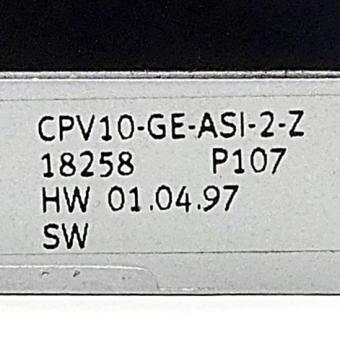 CPV10-GE-ASI-2-Z
18258 P107
HW 01.04.97
SW